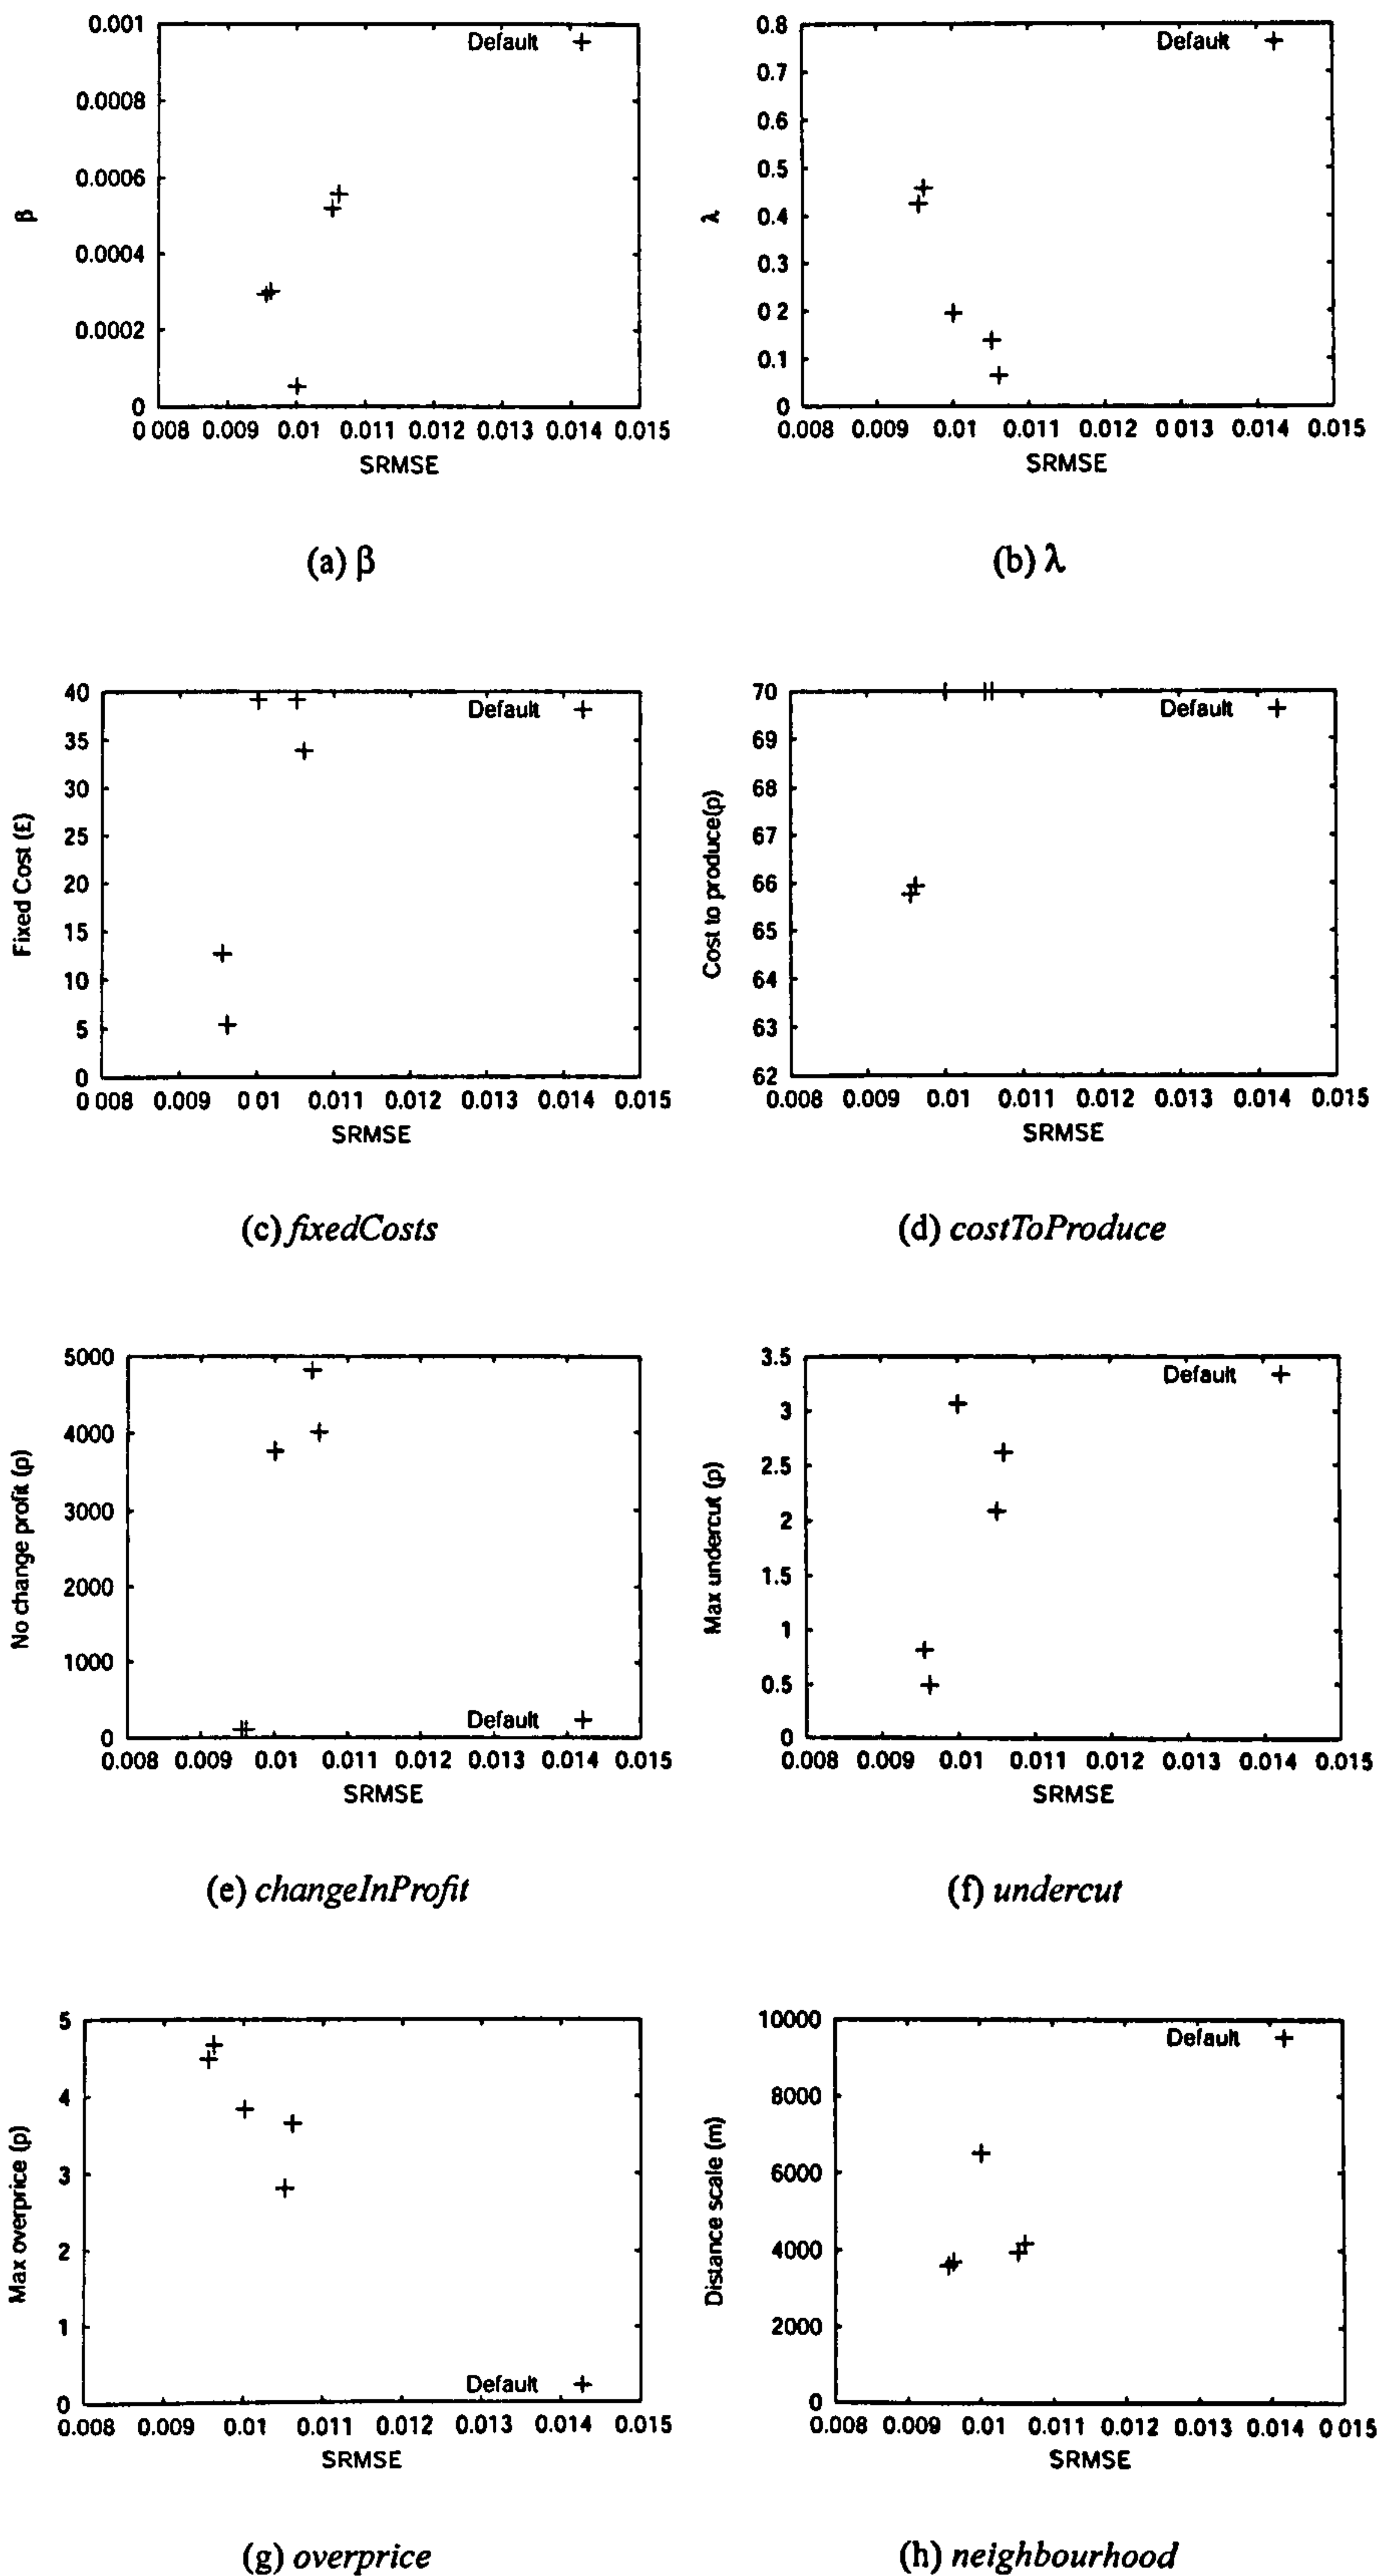 0.001
Default
0.0008
0.0006
β
0.0004
0.0002
0
0 008 0.009 0.01 0.011 0.012 0.013 0.014 0.015
SRMSE
(a) β
0.8
Default
0.7
0.6
0.5
λ
0.4
0.3
0 2
0.1
0
0.008 0.009 0.01 0.011 0.012 0 013 0.014 0.015
SRMSE
(b) λ
40
Default
35
30
25
Fixed Cost (£)
20
15
10
5
0
0 008 0.009 0 01 0.011 0.012 0.013 0.014 0.015
SRMSE
(c) fixedCosts
70
Default
69
68
67
Cost to produce(p)
66
65
64
63
62
0.008 0.009 0.01 0.011 0.012 0.013 0.014 0.015
SRMSE
(d) costToProduce
5000
4000
No change profit (p)
3000
2000
1000
Default
0
0.008 0.009 0.01 0.011 0.012 0.013 0.014 0.015
SRMSE
(e) changeInProfit
3.5
Default
3
2.5
Max undercut (p)
2
1.5
1
0.5
0
0.008 0.009 0.01 0.011 0.012 0.013 0.014 0.015
SRMSE
(f) undercut
5
4
Max overprice (p)
3
2
1
Default
0
0.008 0.009 0.01 0.011 0.012 0.013 0.014 0.015
SRMSE
(g) overprice
10000
Default
8000
Distance scale (m)
6000
4000
2000
0
0.008 0.009 0.01 0.011 0.012 0.013 0.014 0 015
SRMSE
(h) neighbourhood